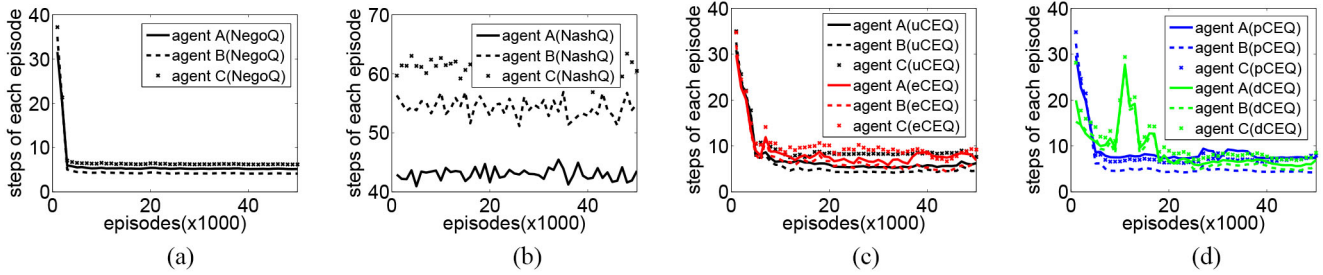 40
30
20
10
0
steps of each episode
0
20
40
episodes(x1000)
agent A(NegoQ)
agent B(NegoQ)
agent C(NegoQ)
(a)
70
60
50
40
steps of each episode
0
20
40
episodes(x1000)
agent A(NashQ)
agent B(NashQ)
agent C(NashQ)
(b)
40
30
20
10
0
steps of each episode
0
20
40
episodes(x1000)
agent A(uCEQ)
agent B(uCEQ)
agent C(uCEQ)
agent A(eCEQ)
agent B(eCEQ)
agent C(eCEQ)
(c)
40
30
20
10
0
steps of each episode
0
20
40
episodes(x1000)
agent A(pCEQ)
agent B(pCEQ)
agent C(pCEQ)
agent A(dCEQ)
agent B(dCEQ)
agent C(dCEQ)
(d)